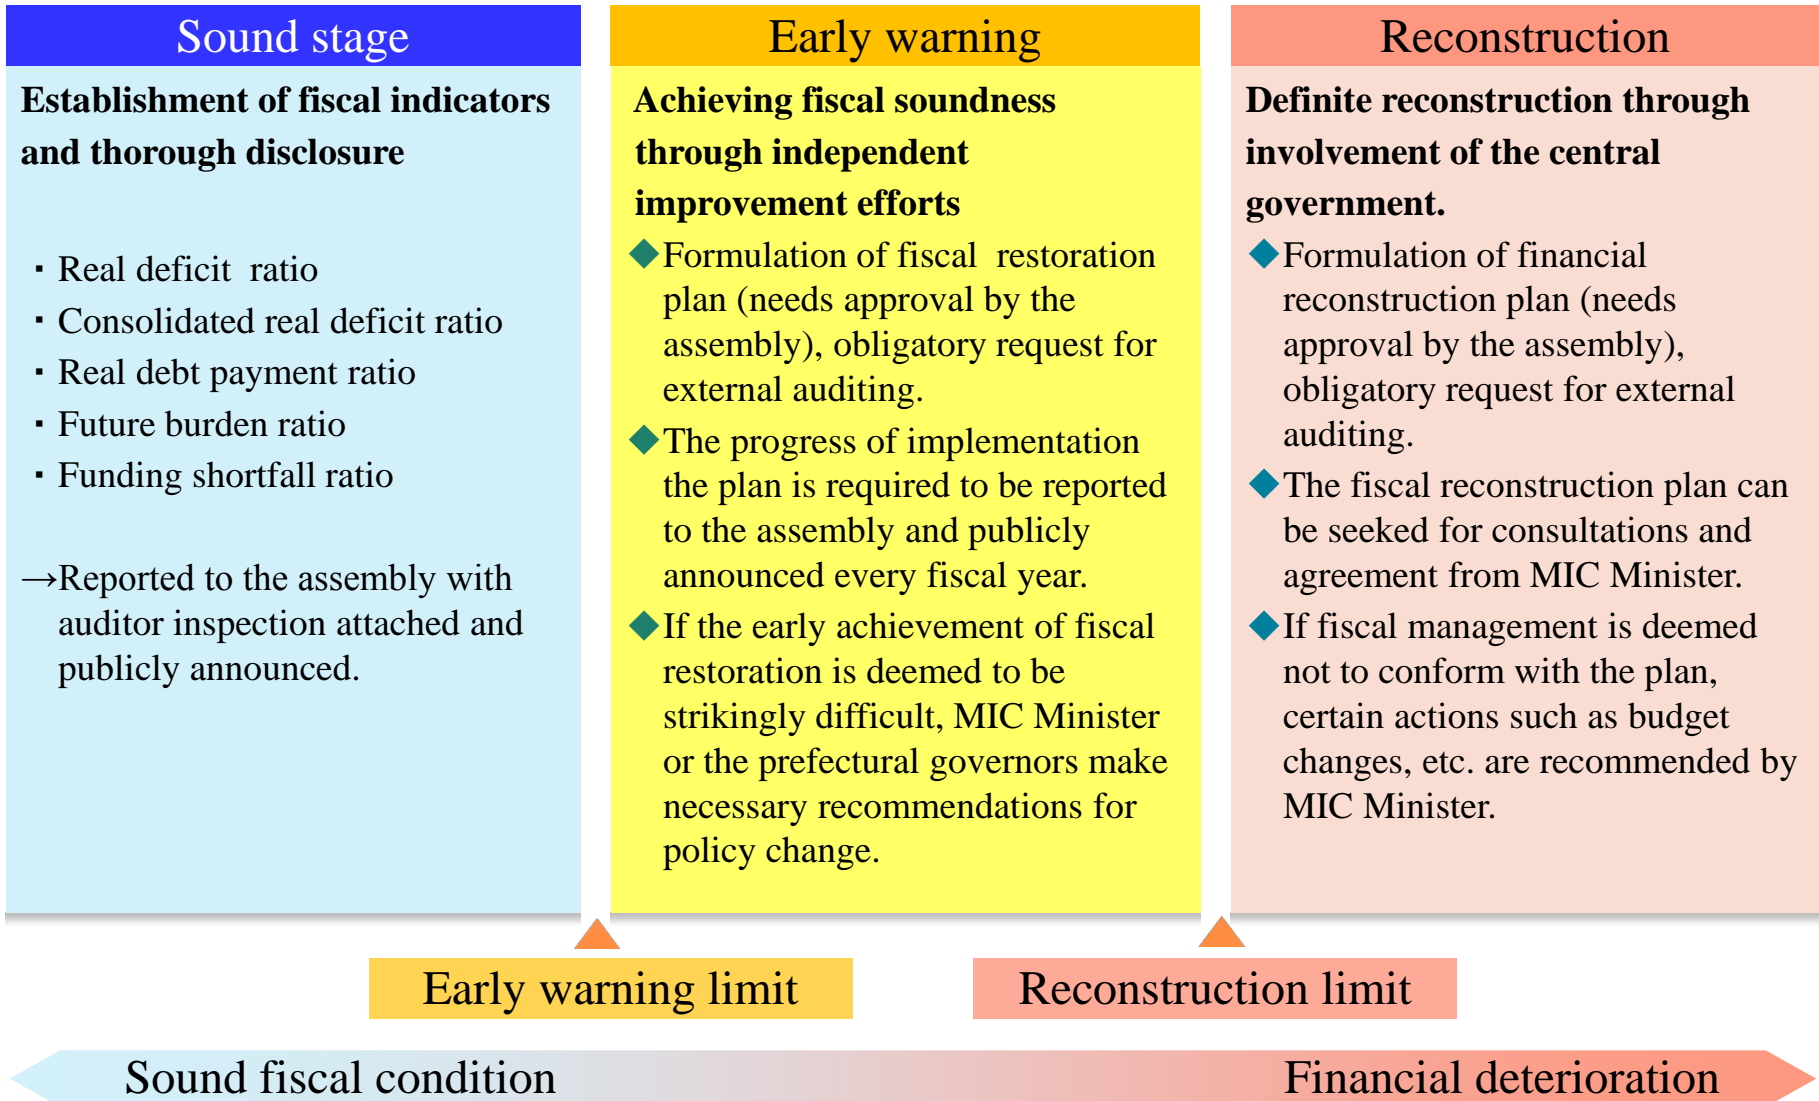 Sound stage
Establishment of fiscal indicators
and thorough disclosure
・Real deficit ratio
・Consolidated real deficit ratio
・Real debt payment ratio
・Future burden ratio
・Funding shortfall ratio
→Reported to the assembly with
auditor inspection attached and
publicly announced.
Early warning
Achieving fiscal soundness
through independent
improvement efforts
◆Formulation of fiscal restoration
plan (needs approval by the
assembly), obligatory request for
external auditing.
◆The progress of implementation
the plan is required to be reported
to the assembly and publicly
announced every fiscal year.
◆If the early achievement of fiscal
restoration is deemed to be
strikingly difficult, MIC Minister
or the prefectural governors make
necessary recommendations for
policy change.
Reconstruction
Definite reconstruction through
involvement of the central
government.
◆Formulation of financial
reconstruction plan (needs
approval by the assembly),
obligatory request for external
auditing.
◆The fiscal reconstruction plan can
be seeked for consultations and
agreement from MIC Minister.
◆If fiscal management is deemed
not to conform with the plan,
certain actions such as budget
changes, etc. are recommended by
MIC Minister.
Early warning limit
Reconstruction limit
Sound fiscal condition
Financial deterioration